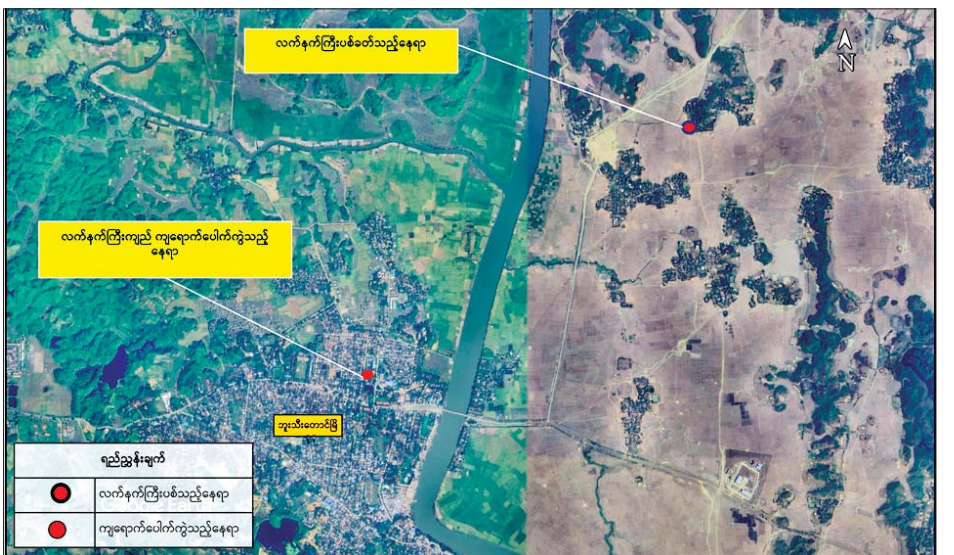 လက်နက်ကြီးပစ်ခတ်သည့်နေရာ
N
လက်နက်ကြီးကျည် ကျရောက်ပေါက်ကွဲသည့်
နေရာ
ဘူးသီးတောင်မြို့
ရည်ညွှန်းချက်
လက်နက်ကြီးပစ်သည့်နေရာ
ကျရောက်ပေါက်ကွဲသည့်နေရာ